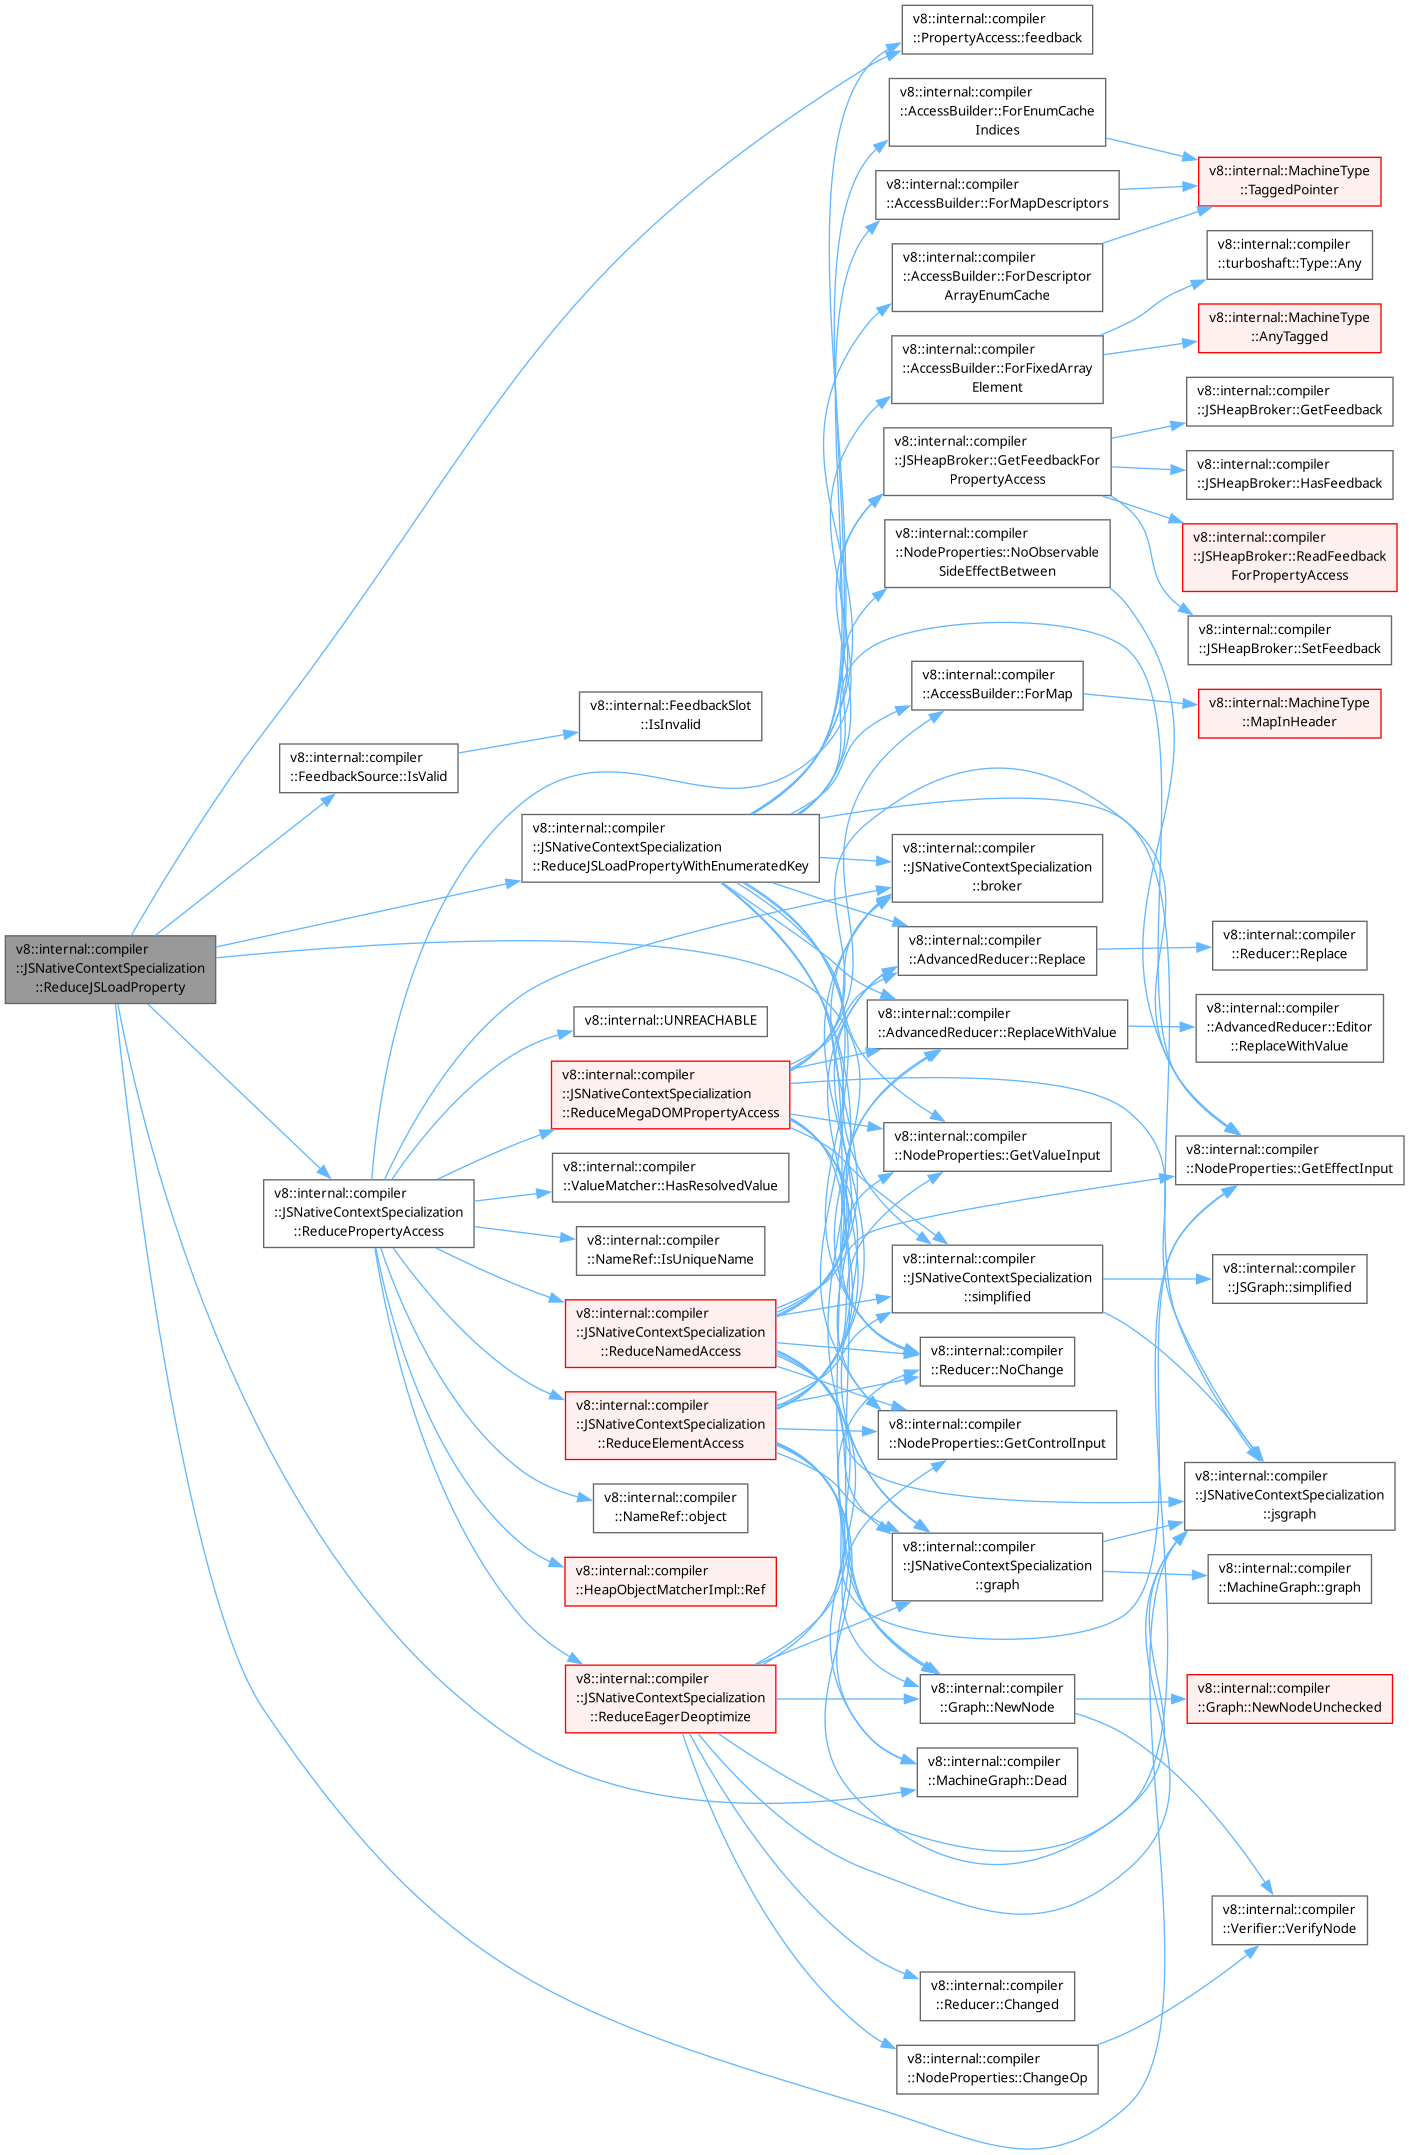 v8::internal::compiler
::JSNativeContextSpecialization
::ReduceJSLoadProperty
v8::internal::compiler
::FeedbackSource::IsValid
v8::internal::compiler
::JSNativeContextSpecialization
::ReducePropertyAccess
v8::internal::FeedbackSlot
::IsInvalid
v8::internal::compiler
::JSNativeContextSpecialization
::ReduceJSLoadPropertyWithEnumeratedKey
v8::internal::UNREACHABLE
v8::internal::compiler
::JSNativeContextSpecialization
::ReduceMegaDOMPropertyAccess
v8::internal::compiler
::ValueMatcher::HasResolvedValue
v8::internal::compiler
::NameRef::IsUniqueName
v8::internal::compiler
::JSNativeContextSpecialization
::ReduceNamedAccess
v8::internal::compiler
::JSNativeContextSpecialization
::ReduceElementAccess
v8::internal::compiler
::NameRef::object
v8::internal::compiler
::HeapObjectMatcherImpl::Ref
v8::internal::compiler
::JSNativeContextSpecialization
::ReduceEagerDeoptimize
v8::internal::compiler
::PropertyAccess::feedback
v8::internal::compiler
::AccessBuilder::ForEnumCache
Indices
v8::internal::compiler
::AccessBuilder::ForMapDescriptors
v8::internal::compiler
::AccessBuilder::ForDescriptor
ArrayEnumCache
v8::internal::compiler
::AccessBuilder::ForFixedArray
Element
v8::internal::compiler
::JSHeapBroker::GetFeedbackFor
PropertyAccess
v8::internal::compiler
::NodeProperties::NoObservable
SideEffectBetween
v8::internal::compiler
::AccessBuilder::ForMap
v8::internal::compiler
::JSNativeContextSpecialization
::broker
v8::internal::compiler
::AdvancedReducer::Replace
v8::internal::compiler
::AdvancedReducer::ReplaceWithValue
v8::internal::compiler
::NodeProperties::GetValueInput
v8::internal::compiler
::JSNativeContextSpecialization
::simplified
v8::internal::compiler
::Reducer::NoChange
v8::internal::compiler
::NodeProperties::GetControlInput
v8::internal::compiler
::JSNativeContextSpecialization
::graph
v8::internal::compiler
::Graph::NewNode
v8::internal::compiler
::MachineGraph::Dead
v8::internal::compiler
::Reducer::Changed
v8::internal::compiler
::NodeProperties::ChangeOp
v8::internal::MachineType
::TaggedPointer
v8::internal::compiler
::turboshaft::Type::Any
v8::internal::MachineType
::AnyTagged
v8::internal::compiler
::JSHeapBroker::GetFeedback
v8::internal::compiler
::JSHeapBroker::HasFeedback
v8::internal::compiler
::JSHeapBroker::ReadFeedback
ForPropertyAccess
v8::internal::compiler
::JSHeapBroker::SetFeedback
v8::internal::MachineType
::MapInHeader
v8::internal::compiler
::Reducer::Replace
v8::internal::compiler
::AdvancedReducer::Editor
::ReplaceWithValue
v8::internal::compiler
::NodeProperties::GetEffectInput
v8::internal::compiler
::JSGraph::simplified
v8::internal::compiler
::JSNativeContextSpecialization
::jsgraph
v8::internal::compiler
::MachineGraph::graph
v8::internal::compiler
::Graph::NewNodeUnchecked
v8::internal::compiler
::Verifier::VerifyNode